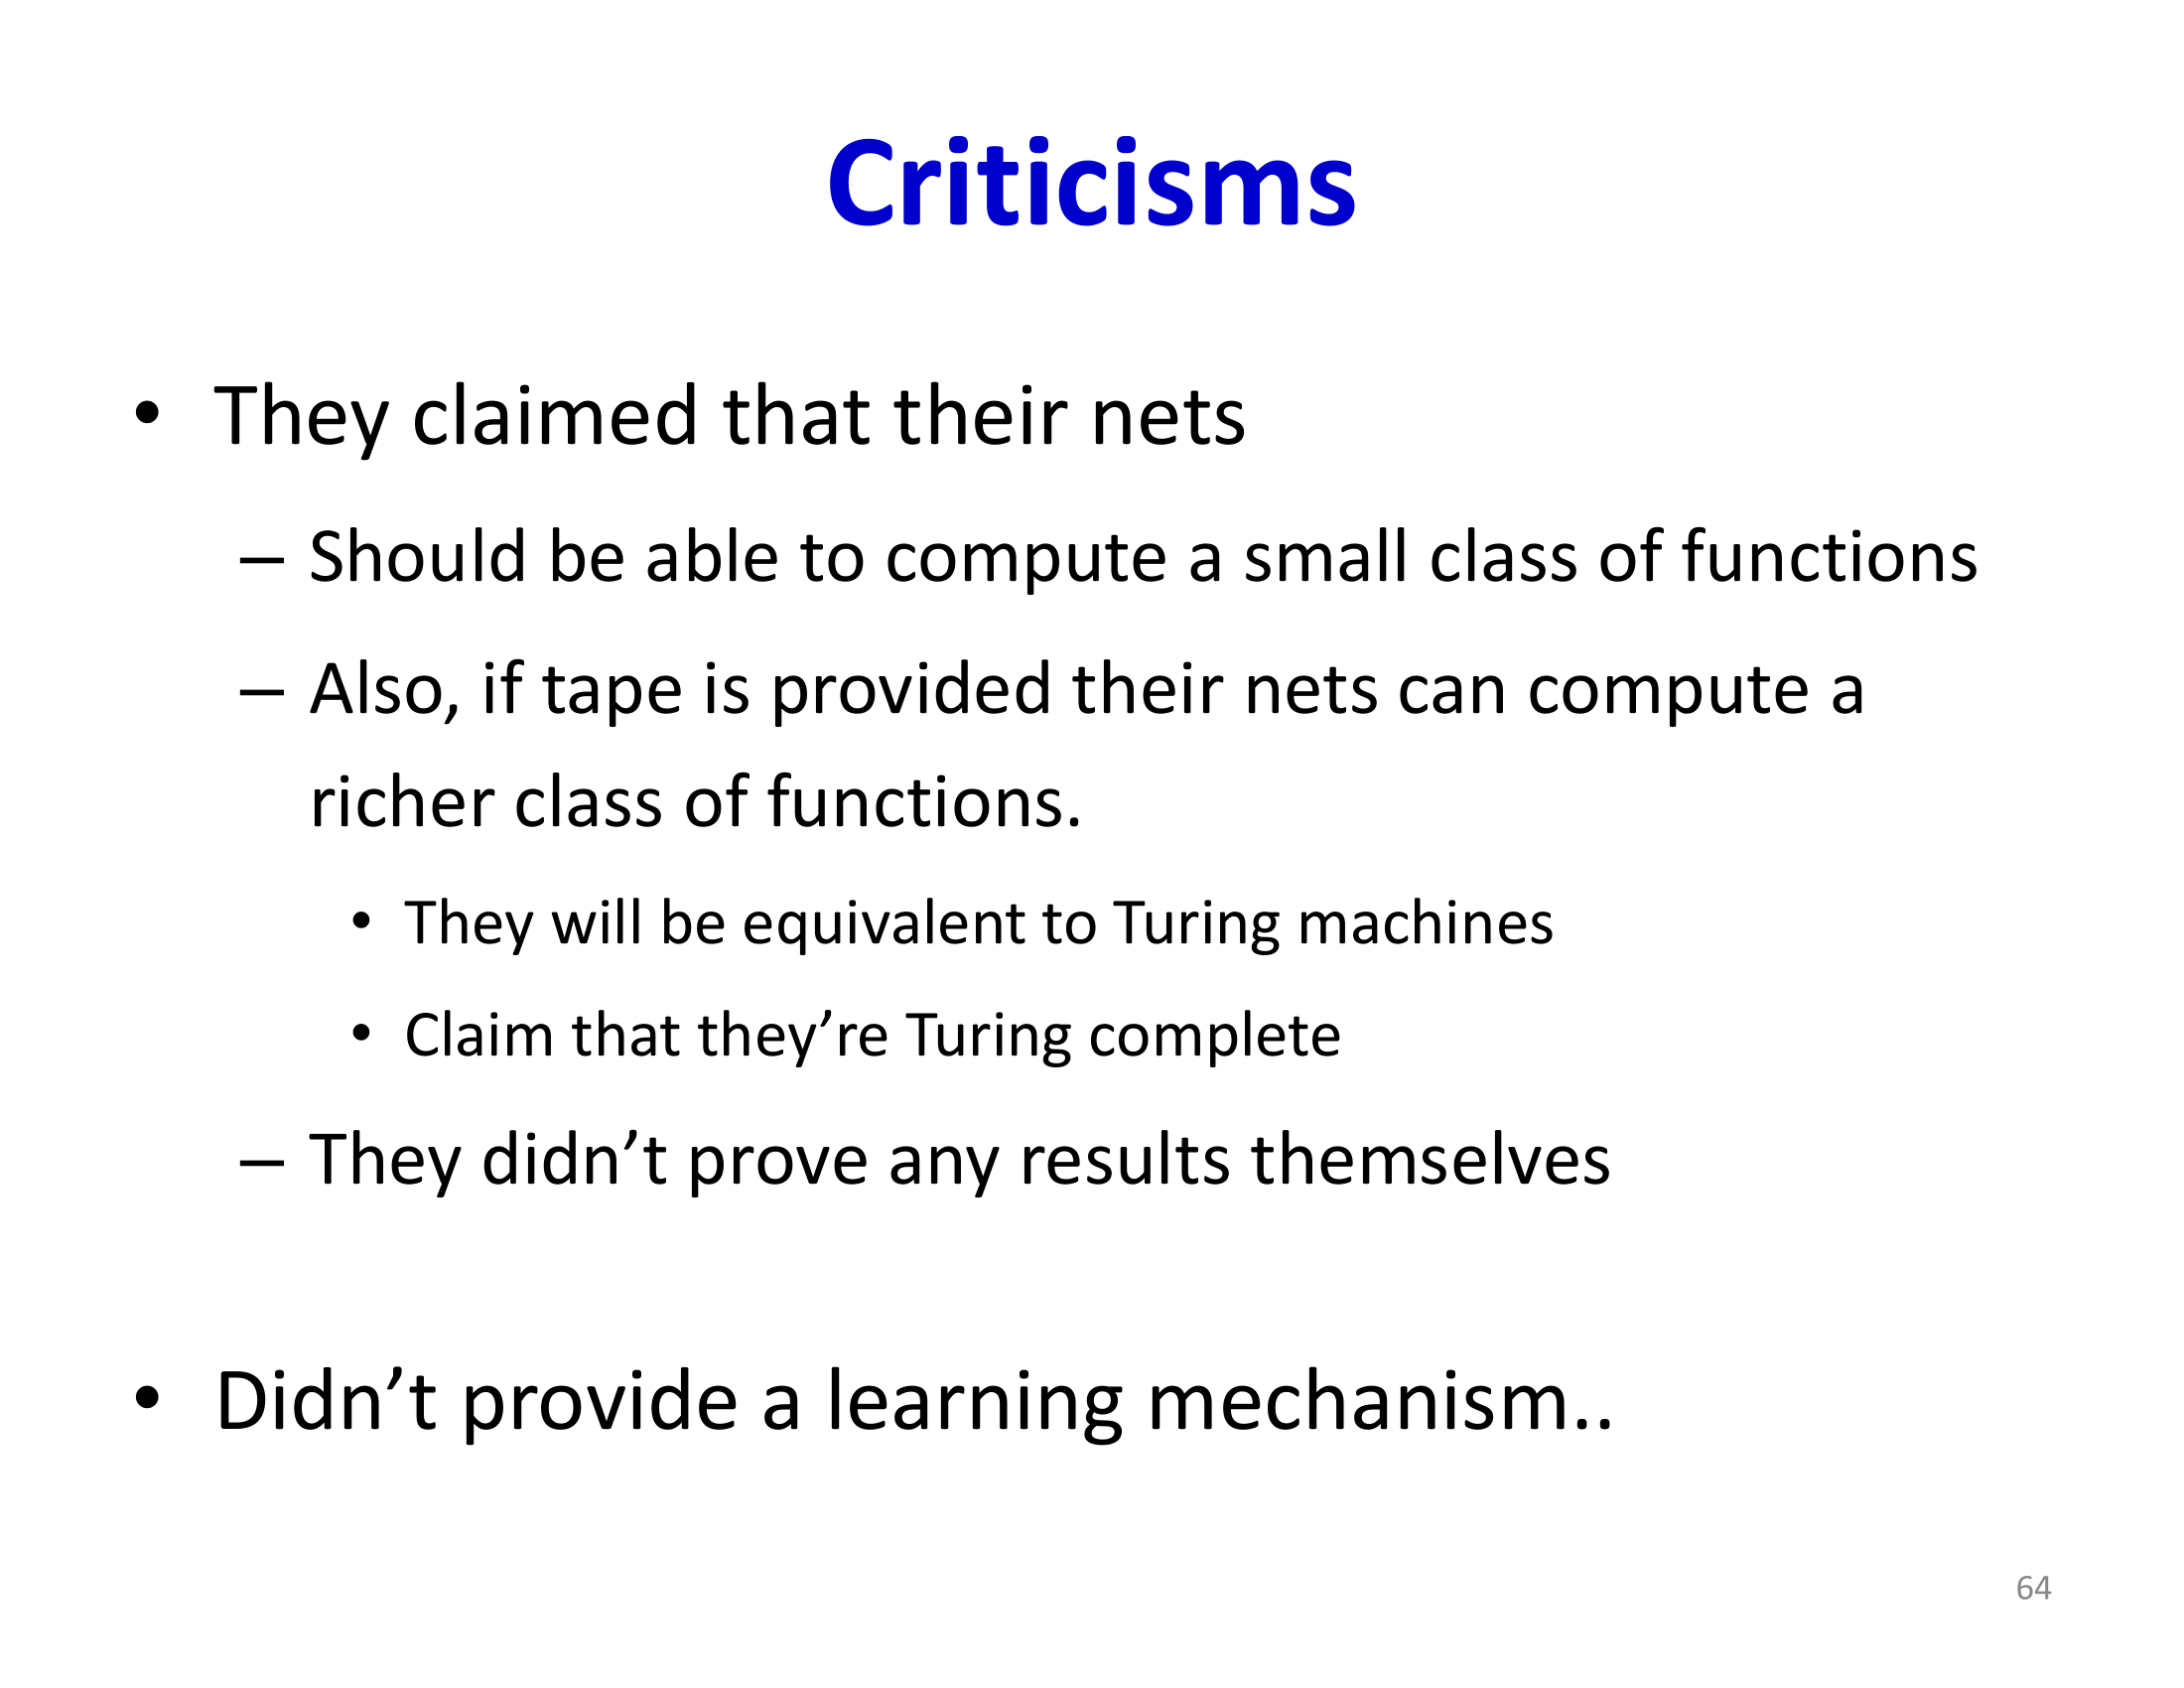 Criticisms
• They claimed that their nets
– Should be able to compute a small class of functions
– Also, if tape is provided their nets can compute a
richer class of functions.
• They will be equivalent to Turing machines
• Claim that they’re Turing complete
– They didn’t prove any results themselves
• Didn’t provide a learning mechanism..
64